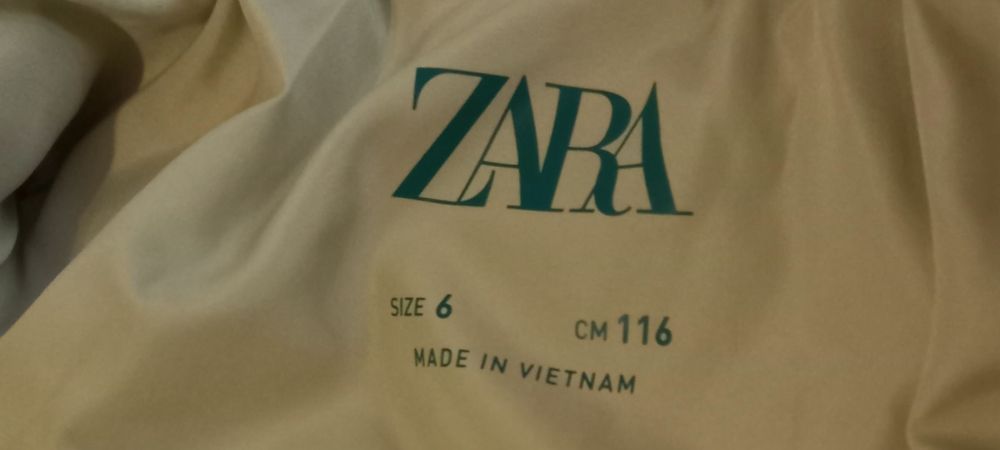 ZARA
SIZE 6 CM 116
MADE IN VIETNAM